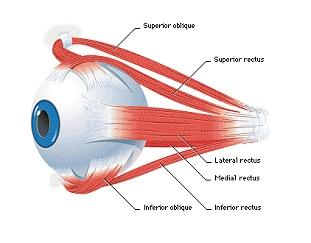 Superior oblique
Superior rectus
Lateral rectus
Medial rectus
Inferior oblique
Inferior rectus